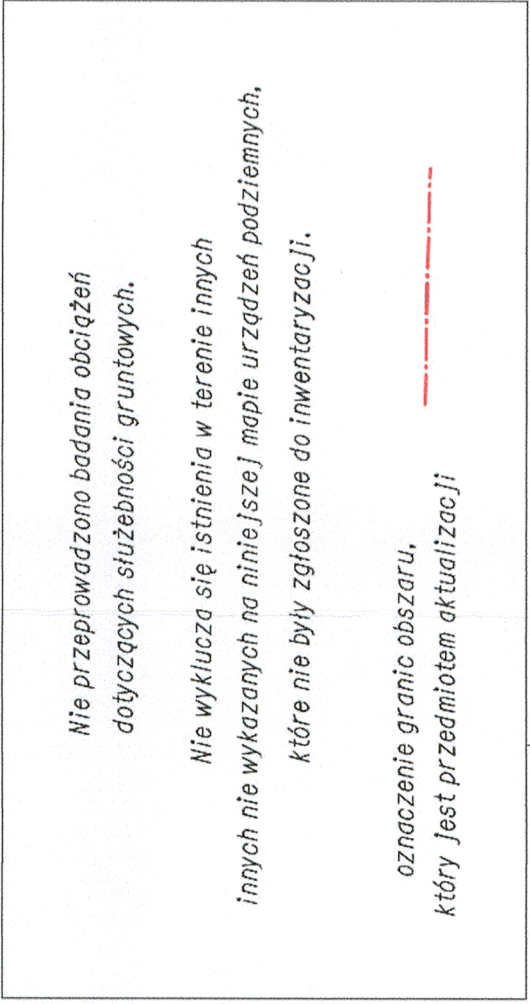 Nie przeprowadzono badania obciążeń
dotyczących służebności gruntowych.
Nie wyklucza się istnienia w terenie innych
innych nie wykazanych na niniejszej mapie urządzeń podziemnych,
które nie były zgłoszone do inwentaryzacji.
oznaczenie granic obszaru,
który jest przedmiotem aktualizacji